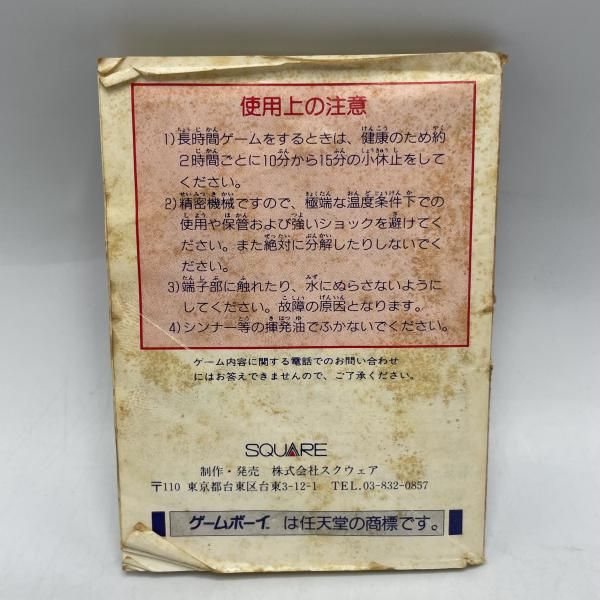 使用上の注意
1)長時間ゲームをするときは、健康のため約
2時間ごとに10分から15分の小休止をして
ください。
2)精密機械ですので、極端な温度条件下での
使用や保管および強いショックを避けてく
ださい。また絶対に分解したりしないでく
ださい。
3)端子部に触れたり、水にぬらさないように
してください。故障の原因となります。
4)シンナー等の揮発油でふかないでください。
ゲーム内容に関する電話でのお問い合わせ
にはお答えできませんので、ご了承ください。
SQUARE
制作・発売 株式会社スクウェア
〒110 東京都台東区台東3-12-1 TEL.03-832-0857
ゲームボーイ™は任天堂の商標です。